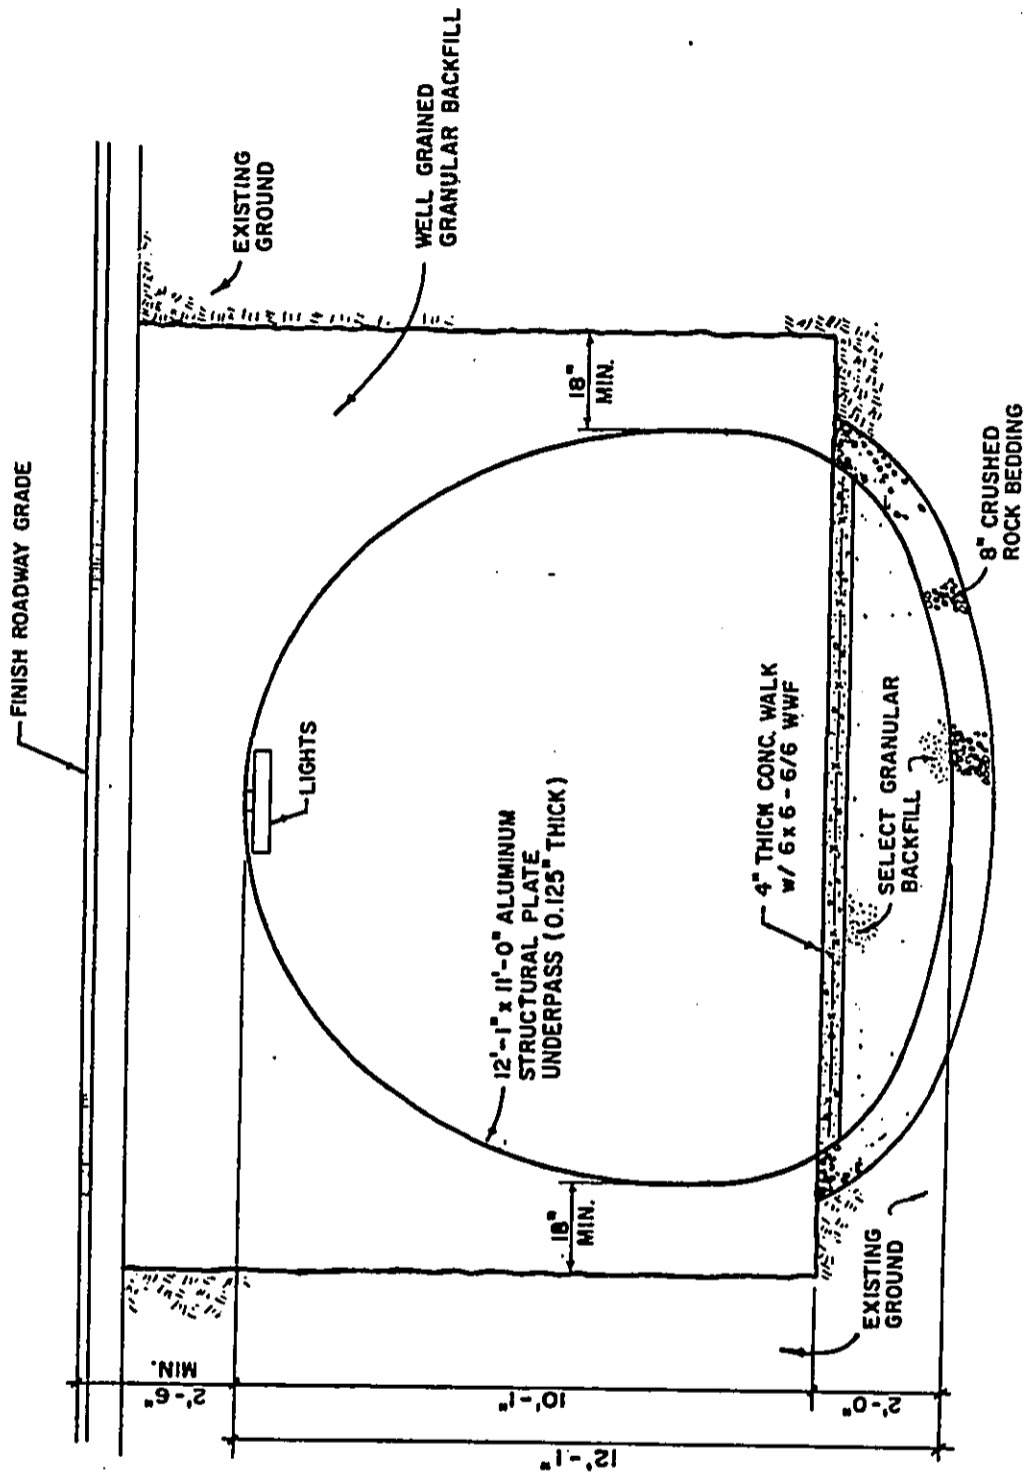 FINISH ROADWAY GRADE
EXISTING
GROUND
WELL GRAINED
GRANULAR BACKFILL
LIGHTS
12'-1" x 11'-0" ALUMINUM
STRUCTURAL PLATE
UNDERPASS (0.125" THICK)
18"
MIN.
18"
MIN.
4" THICK CONC. WALK
w/ 6x6-6/6 WWF
SELECT GRANULAR
BACKFILL
8" CRUSHED
ROCK BEDDING
EXISTING
GROUND
2'-6"
MIN.
10'-1"
2'-0"
12'-1"